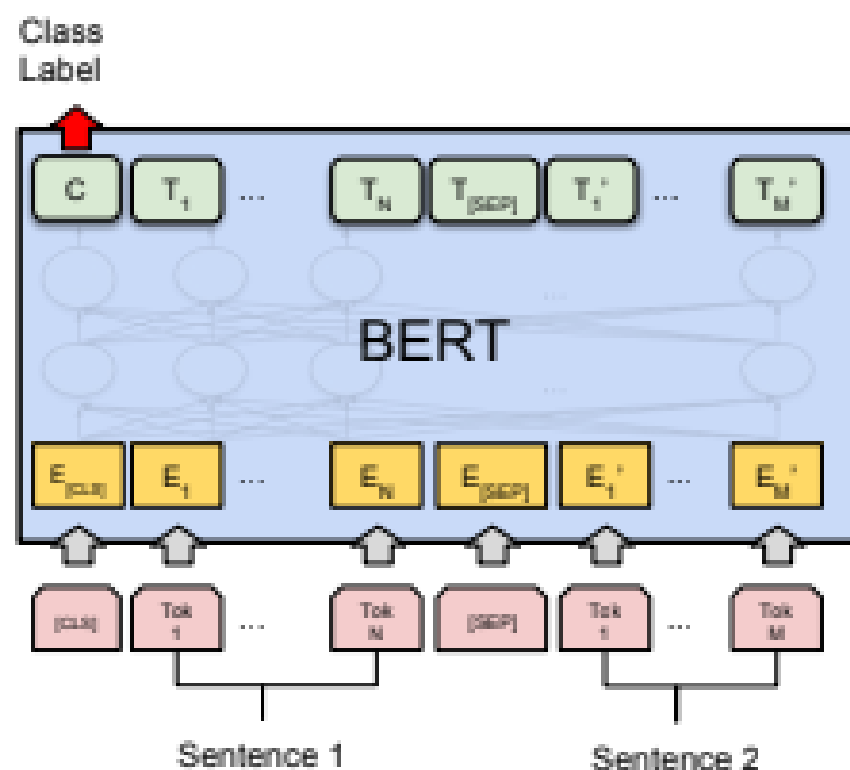 Class
Label
C T1 ... TN T[SEP] T1' ... TM'
...
BERT
...
E[CLS] E1 ... EN E[SEP] E1' ... EM'
[CLS] Tok 1 ... Tok N [SEP] Tok 1 ... Tok M
Sentence 1 Sentence 2